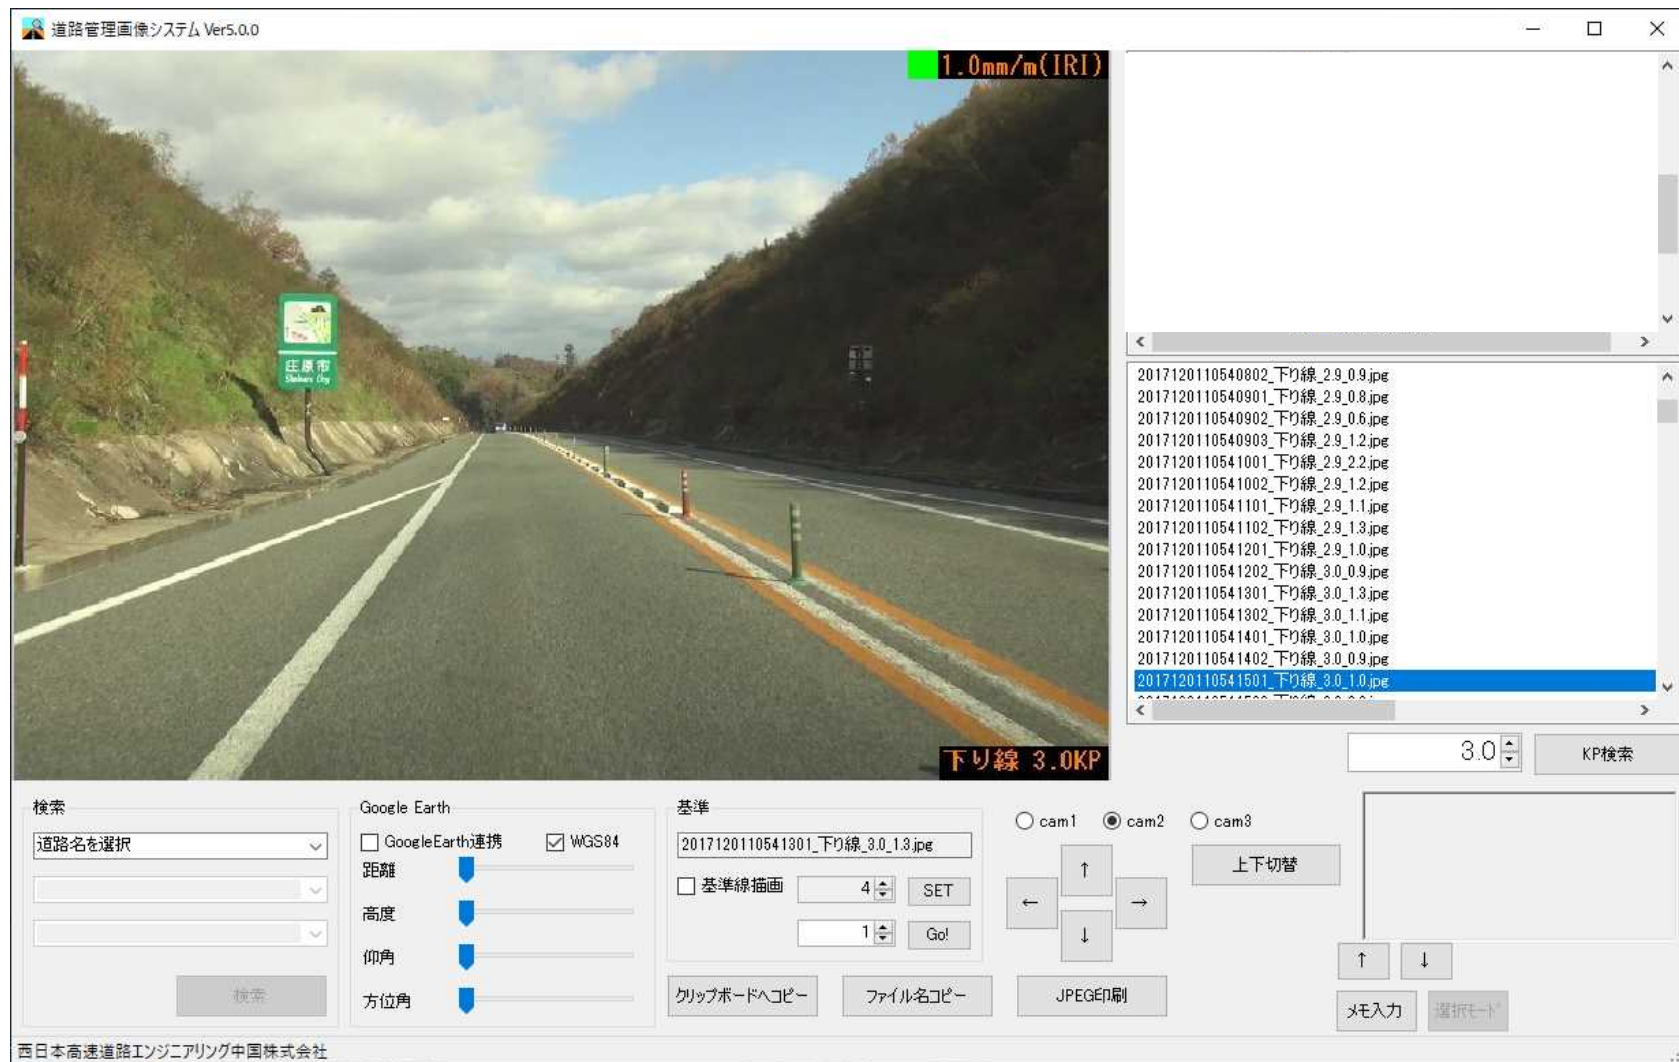 道路管理画像システム Ver5.0.0
1.0mm/m(IRI)
庄原市
Shobara City
下り線 3.0KP
2017120110540802_下り線_2.9_0.9.jpg
2017120110540901_下り線_2.9_0.8.jpg
2017120110540902_下り線_2.9_0.6.jpg
2017120110540903_下り線_2.9_1.2.jpg
2017120110541001_下り線_2.9_2.2.jpg
2017120110541002_下り線_2.9_1.2.jpg
2017120110541101_下り線_2.9_1.1.jpg
2017120110541102_下り線_2.9_1.3.jpg
2017120110541201_下り線_2.9_1.0.jpg
2017120110541202_下り線_3.0_0.9.jpg
2017120110541301_下り線_3.0_1.3.jpg
2017120110541302_下り線_3.0_1.1.jpg
2017120110541401_下り線_3.0_1.0.jpg
2017120110541402_下り線_3.0_0.9.jpg
2017120110541501_下り線_3.0_1.0.jpg
3.0
KP検索
検索
道路名を選択
検索
Google Earth
GoogleEarth連携 WGS84
距離
高度
仰角
方位角
基準
2017120110541301_下り線_3.0_1.3.jpg
基準線描画 4 SET
1 Go!
クリップボードへコピー
ファイル名コピー
cam1 cam2 cam3
↑
← →
↓
上下切替
JPEG印刷
↑ ↓
メモ入力 選択モード
西日本高速道路エンジニアリング中国株式会社